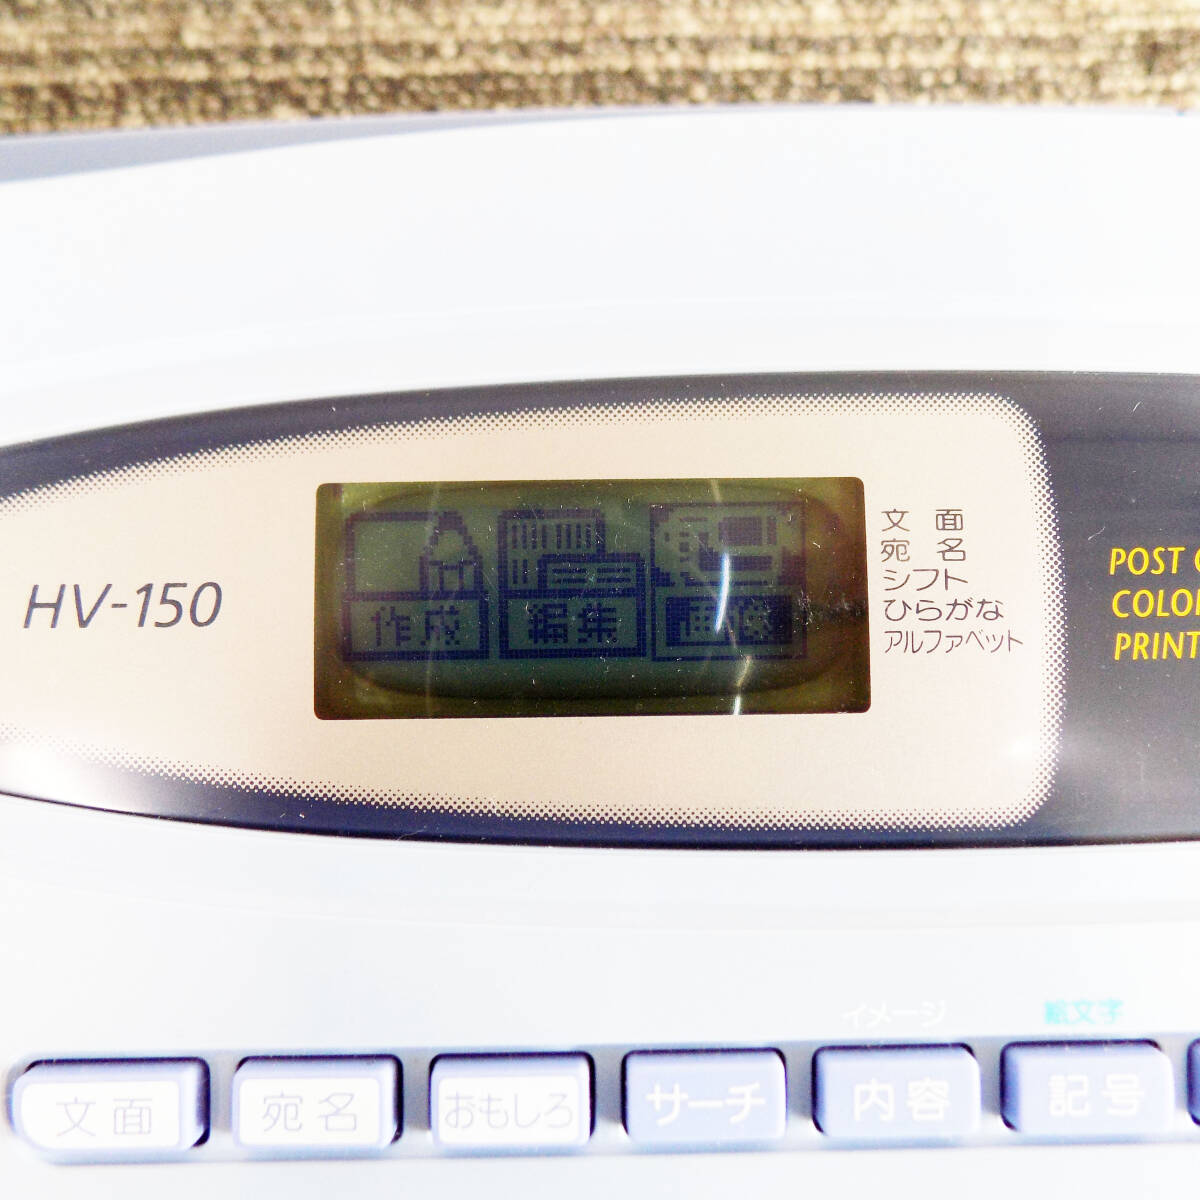 HV-150
作成 編集 画像
文面
宛名
シフト
ひらがな
アルファベット
POST
COLO
PRINT
イメージ 絵文字
文面 宛名 おもしろ サーチ 内容 記号